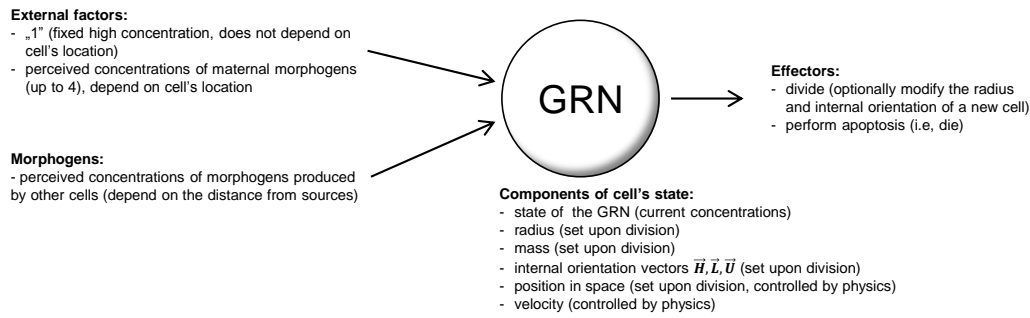 External factors:
- „1” (fixed high concentration, does not depend on
cell's location)
- perceived concentrations of maternal morphogens
(up to 4), depend on cell's location
Morphogens:
- perceived concentrations of morphogens produced
by other cells (depend on the distance from sources)
GRN
Effectors:
- divide (optionally modify the radius
and internal orientation of a new cell)
- perform apoptosis (i.e, die)
Components of cell's state:
- state of the GRN (current concentrations)
- radius (set upon division)
- mass (set upon division)
- internal orientation vectors H⃗, L⃗, U⃗ (set upon division)
- position in space (set upon division, controlled by physics)
- velocity (controlled by physics)